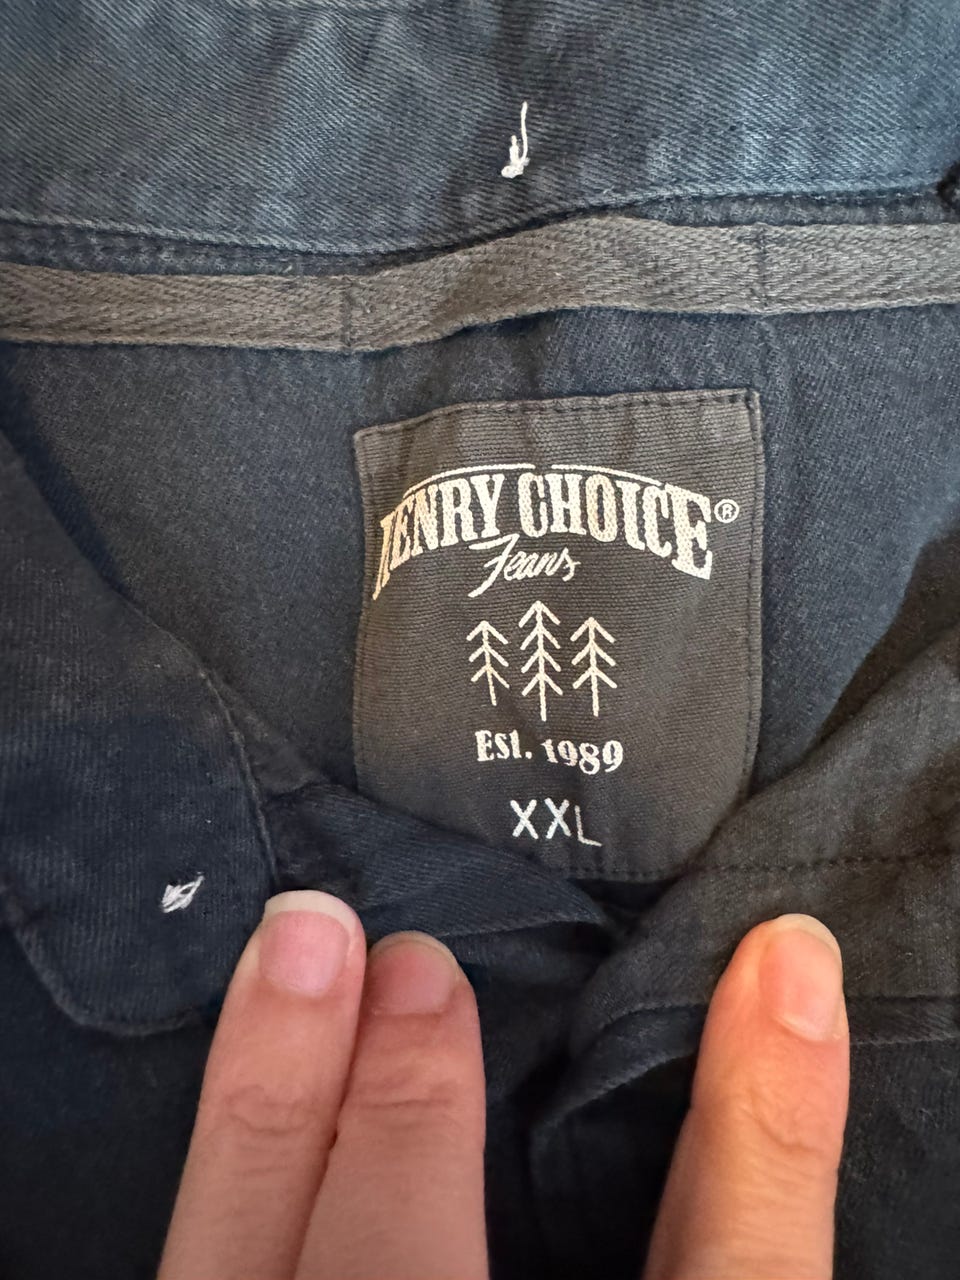 HENRY CHOICE®
Jeans
Est. 1989
XXL